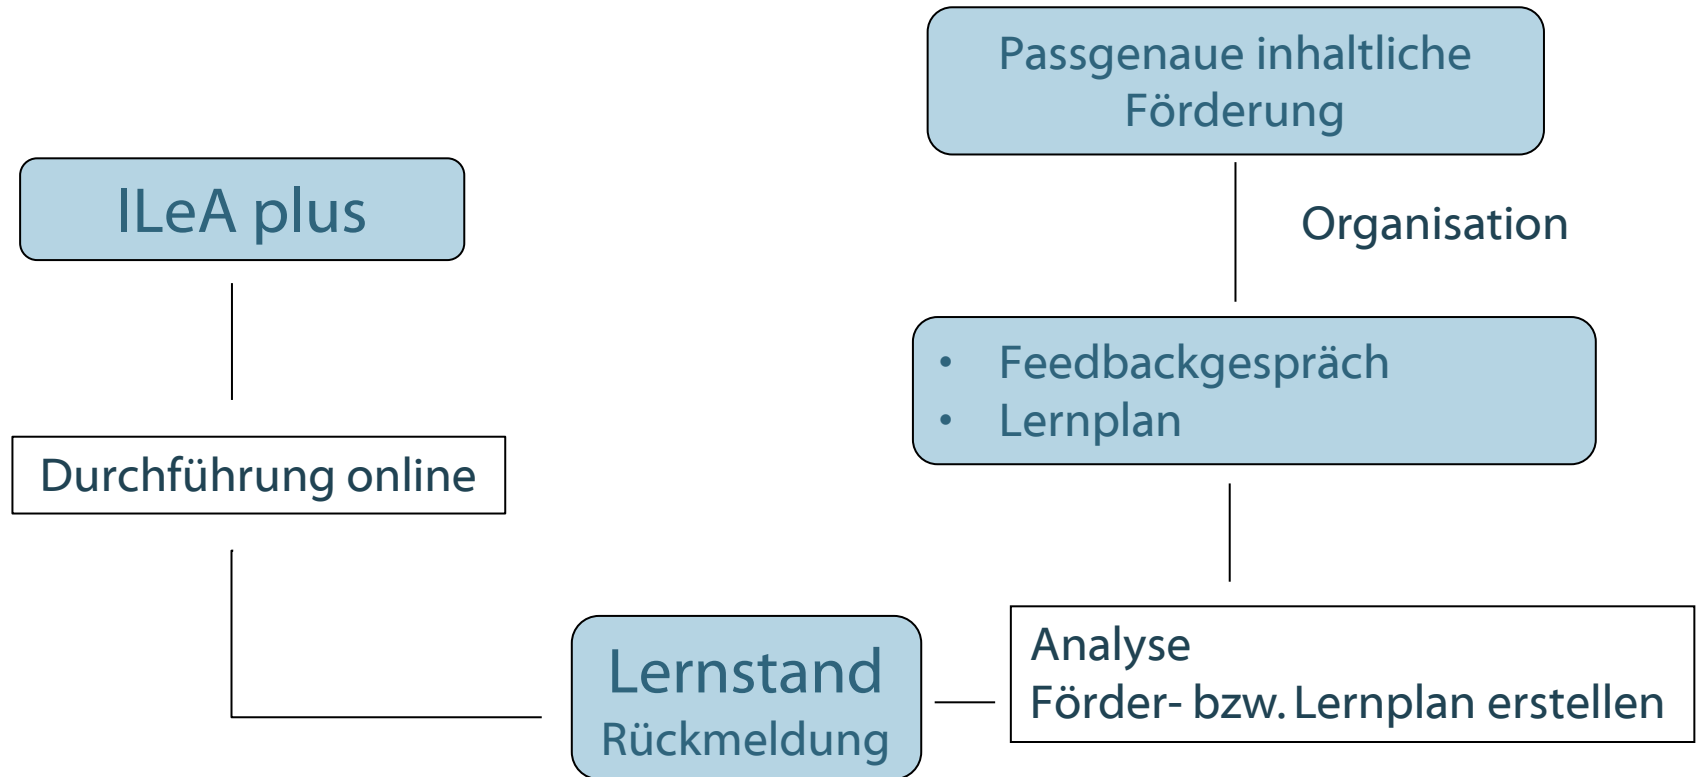 ILeA plus
Durchführung online
Lernstand
Rückmeldung
Analyse
Förder- bzw. Lernplan erstellen
• Feedbackgespräch
• Lernplan
Organisation
Passgenaue inhaltliche
Förderung